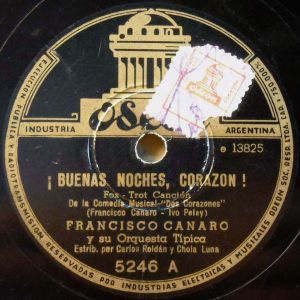 ODEON
INDUSTRIA ARGENTINA
e 13825
¡ BUENAS NOCHES, CORAZON !
Fox - Trot Canción
De la Comedia Musical "Dos Corazones"
(Francisco Canaro - Ivo Pelay)
FRANCISCO CANARO
y su Orquesta Típica
Estrib. por Carlos Roldán y Chola Luna
5246 A
EJECUCION PUBLICA Y RADIOTRANSMISION RESERVADAS POR INDUSTRIAS ELECTRICAS Y MUSICALES ODEON SOC. RESP. LTDA. CAP.